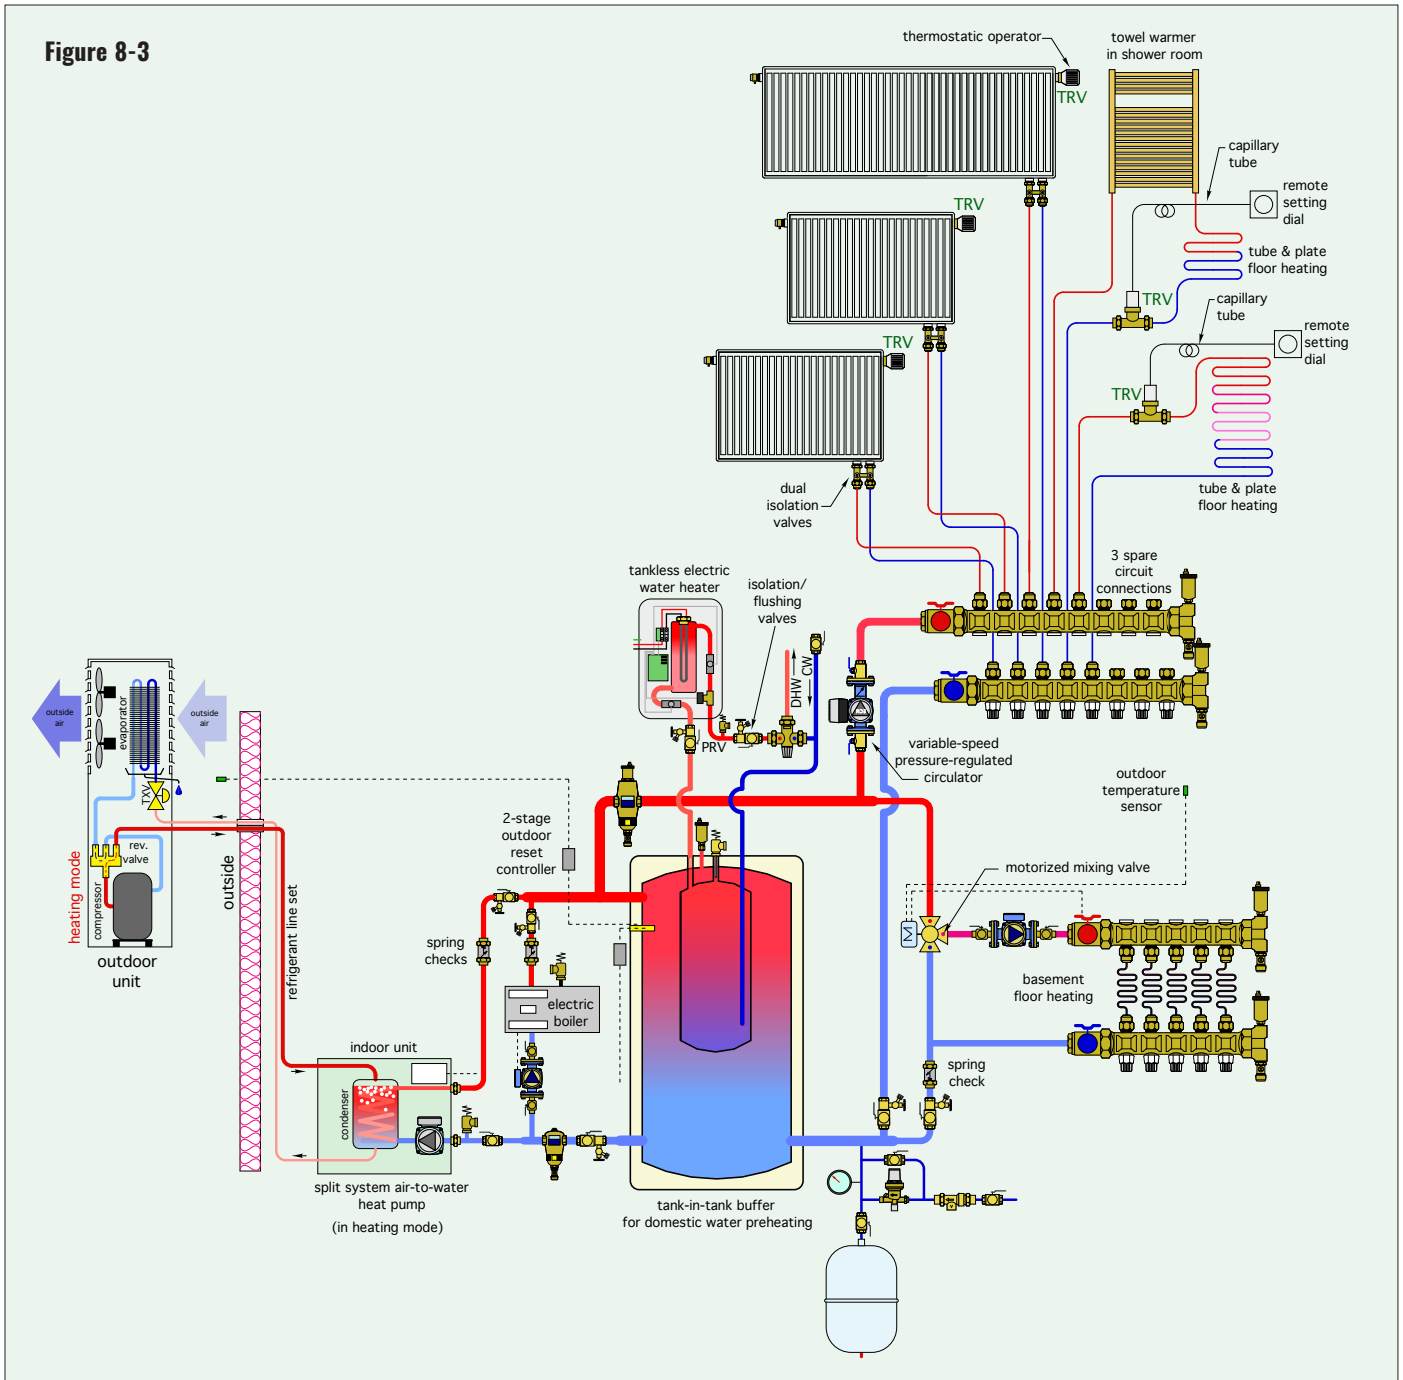 Figure 8-3
thermostatic operator
TRV
towel warmer
in shower room
capillary
tube
remote
setting
dial
TRV
tube & plate
floor heating
TRV
capillary
tube
remote
setting
dial
TRV
TRV
tube & plate
floor heating
dual
isolation
valves
3 spare
circuit
connections
tankless electric
water heater
isolation/
flushing
valves
DHW
CW
PRV
variable-speed
pressure-regulated
circulator
outdoor
temperature
sensor
outside
air
outside
air
evaporator
TXV
rev.
valve
compressor
heating mode
outdoor
unit
outside
refrigerant line set
2-stage
outdoor
reset
controller
spring
checks
electric
boiler
motorized mixing valve
M
basement
floor heating
spring
check
indoor unit
condenser
split system air-to-water
heat pump
(in heating mode)
tank-in-tank buffer
for domestic water preheating